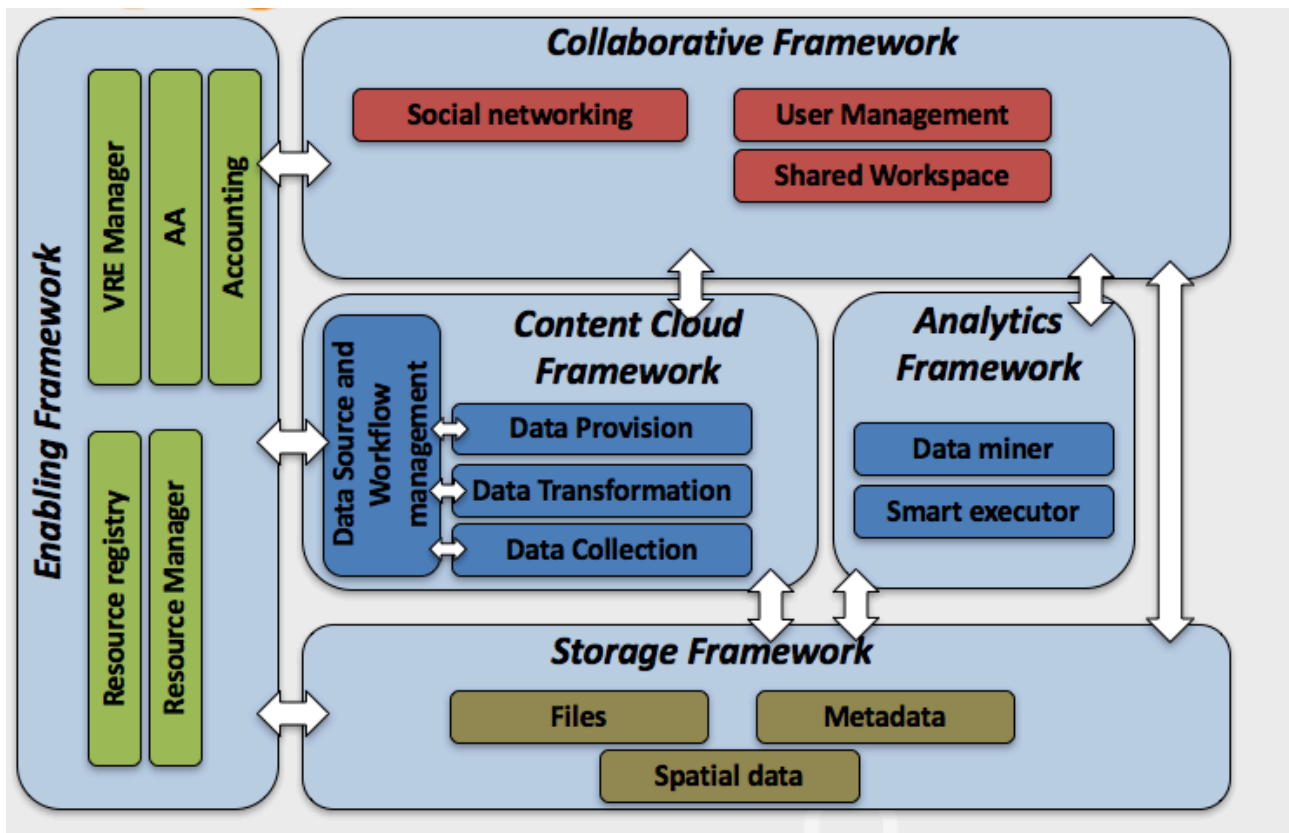 Enabling Framework
VRE Manager
AA
Accounting
Resource registry
Resource Manager
Collaborative Framework
Social networking
User Management
Shared Workspace
Content Cloud
Framework
Data Source and
Workflow
management
Data Provision
Data Transformation
Data Collection
Analytics
Framework
Data miner
Smart executor
Storage Framework
Files
Metadata
Spatial data